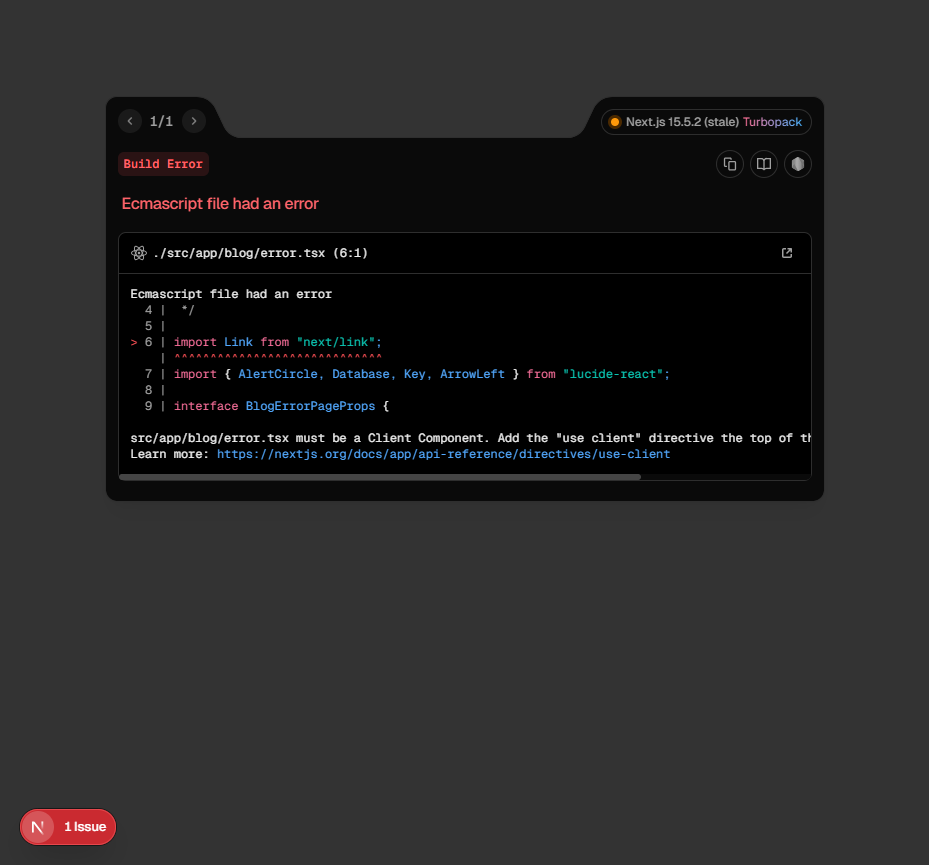 1/1
Next.js 15.5.2 (stale) Turbopack
Build Error
Ecmascript file had an error
./src/app/blog/error.tsx (6:1)
Ecmascript file had an error
4 |  */
5 |
> 6 | import Link from "next/link";
| ^^^^^^^^^^^^^^^^^^^^^^^^^^^^^
7 | import { AlertCircle, Database, Key, ArrowLeft } from "lucide-react";
8 |
9 | interface BlogErrorPageProps {
src/app/blog/error.tsx must be a Client Component. Add the "use client" directive the top of th
Learn more: https://nextjs.org/docs/app/api-reference/directives/use-client
N
1 Issue